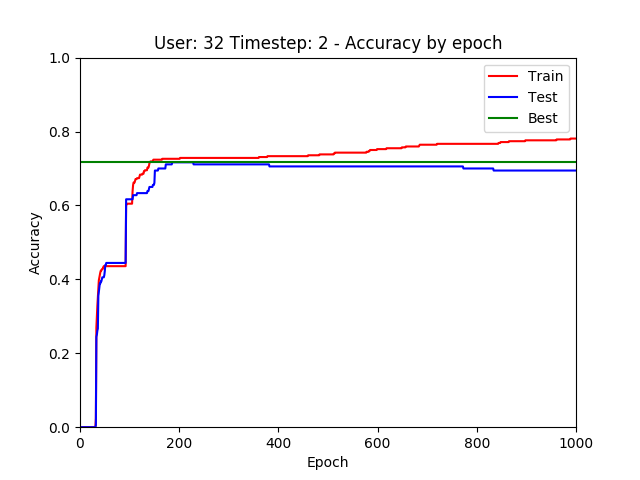 User: 32 Timestep: 2 - Accuracy by epoch
1.0
0.8
0.6
0.4
0.2
0.0
Accuracy
Train
Test
Best
0 200 400 600 800 1000
Epoch